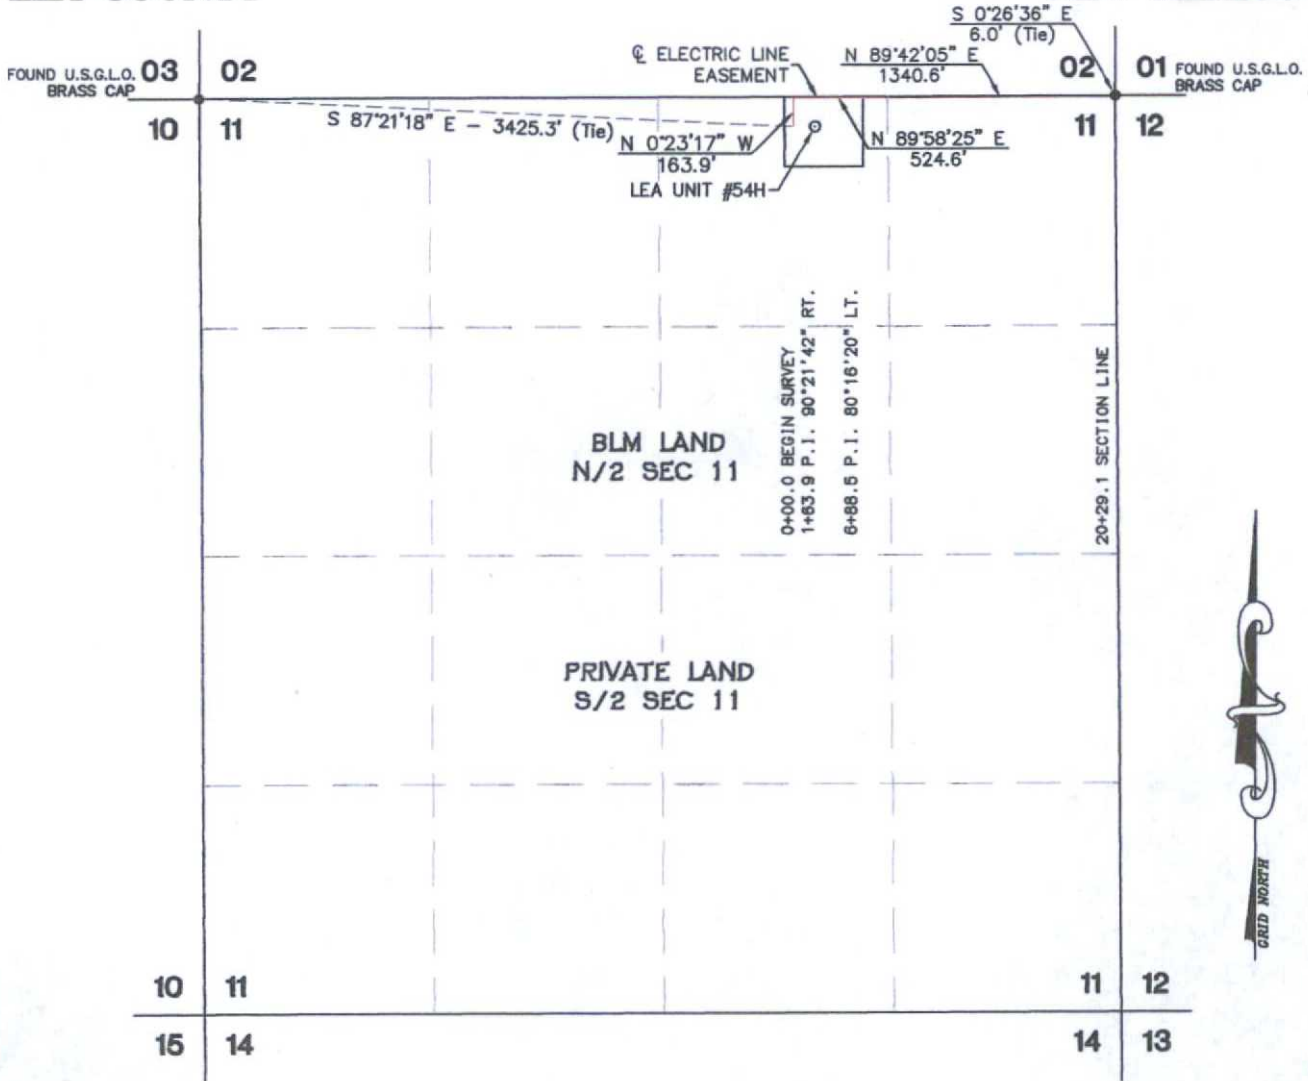 S 0°26'36" E
6.0' (Tie)
℄ ELECTRIC LINE
EASEMENT
N 89°42'05" E
1340.6'
FOUND U.S.G.L.O.
BRASS CAP
03 02
02 01
FOUND U.S.G.L.O.
BRASS CAP
10 11
11 12
S 87°21'18" E - 3425.3' (Tie)
N 0°23'17" W
163.9'
N 89°58'25" E
524.6'
LEA UNIT #54H
0+00.0 BEGIN SURVEY
1+63.9 P.I. 90°21'42" RT.
6+88.5 P.I. 80°16'20" LT.
20+29.1 SECTION LINE
BLM LAND
N/2 SEC 11
PRIVATE LAND
S/2 SEC 11
GRID NORTH
10 11
11 12
15 14
14 13